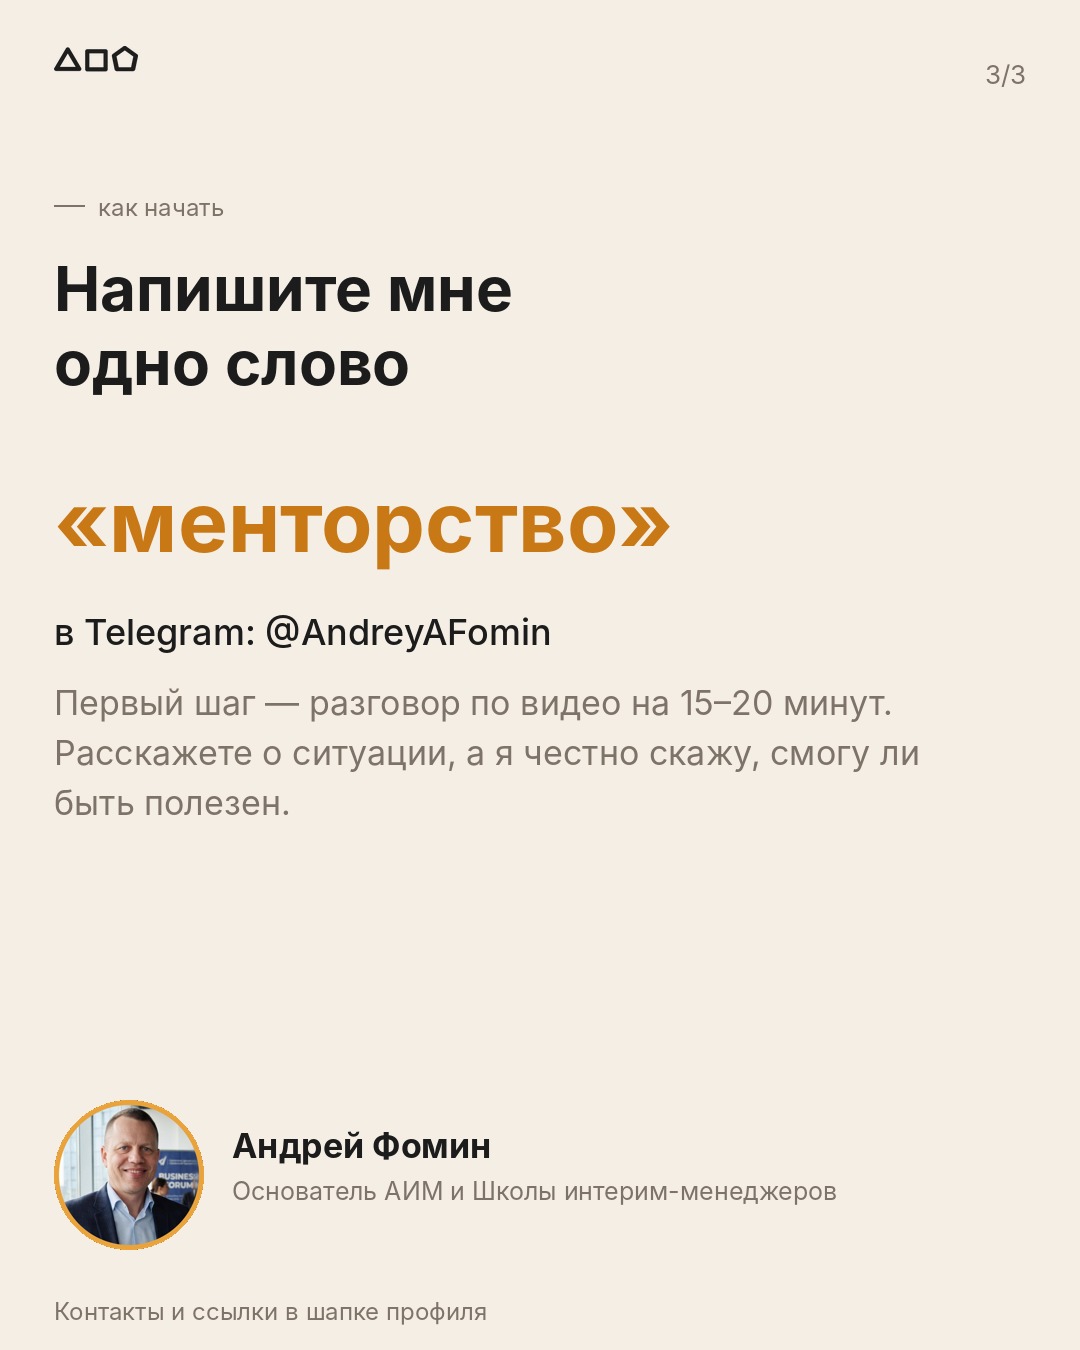 3/3
— как начать
Напишите мне
одно слово
«менторство»
в Telegram: @AndreyAFomin
Первый шаг — разговор по видео на 15–20 минут.
Расскажете о ситуации, а я честно скажу, смогу ли
быть полезен.
BUSINES
FORUM
Андрей Фомин
Основатель АИМ и Школы интерим-менеджеров
Контакты и ссылки в шапке профиля